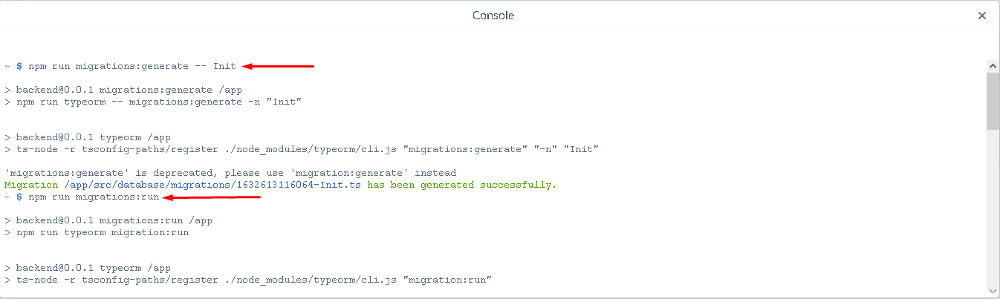 Console
~ $ npm run migrations:generate -- Init
> backend@0.0.1 migrations:generate /app
> npm run typeorm -- migrations:generate -n "Init"
> backend@0.0.1 typeorm /app
> ts-node -r tsconfig-paths/register ./node_modules/typeorm/cli.js "migrations:generate" "-n" "Init"
'migrations:generate' is deprecated, please use 'migration:generate' instead
Migration /app/src/database/migrations/1632613116064-Init.ts has been generated successfully.
~ $ npm run migrations:run
> backend@0.0.1 migrations:run /app
> npm run typeorm migration:run
> backend@0.0.1 typeorm /app
> ts-node -r tsconfig-paths/register ./node_modules/typeorm/cli.js "migration:run"